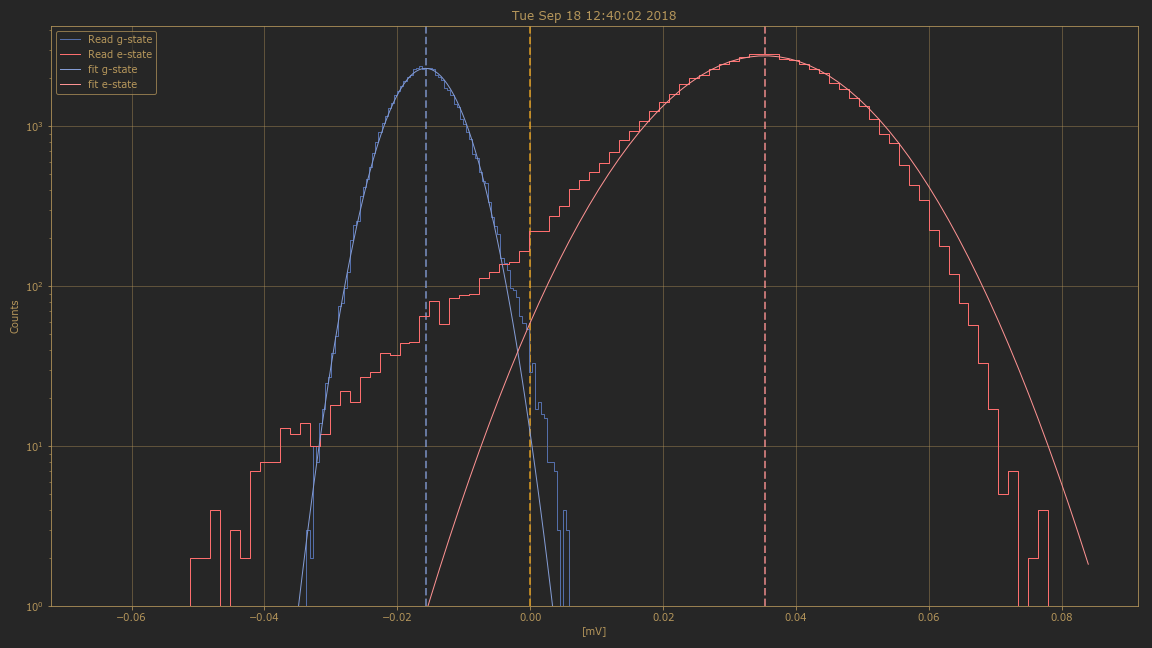 Tue Sep 18 12:40:02 2018
Read g-state
Read e-state
fit g-state
fit e-state
Counts
10³
10²
10¹
10⁰
−0.06 −0.04 −0.02 0.00 0.02 0.04 0.06 0.08
[mV]